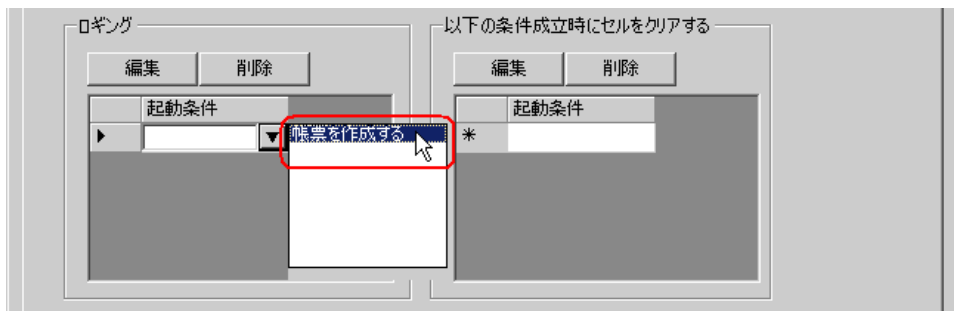 ロギング
編集 削除
起動条件
帳票を作成する
以下の条件成立時にセルをクリアする
編集 削除
起動条件